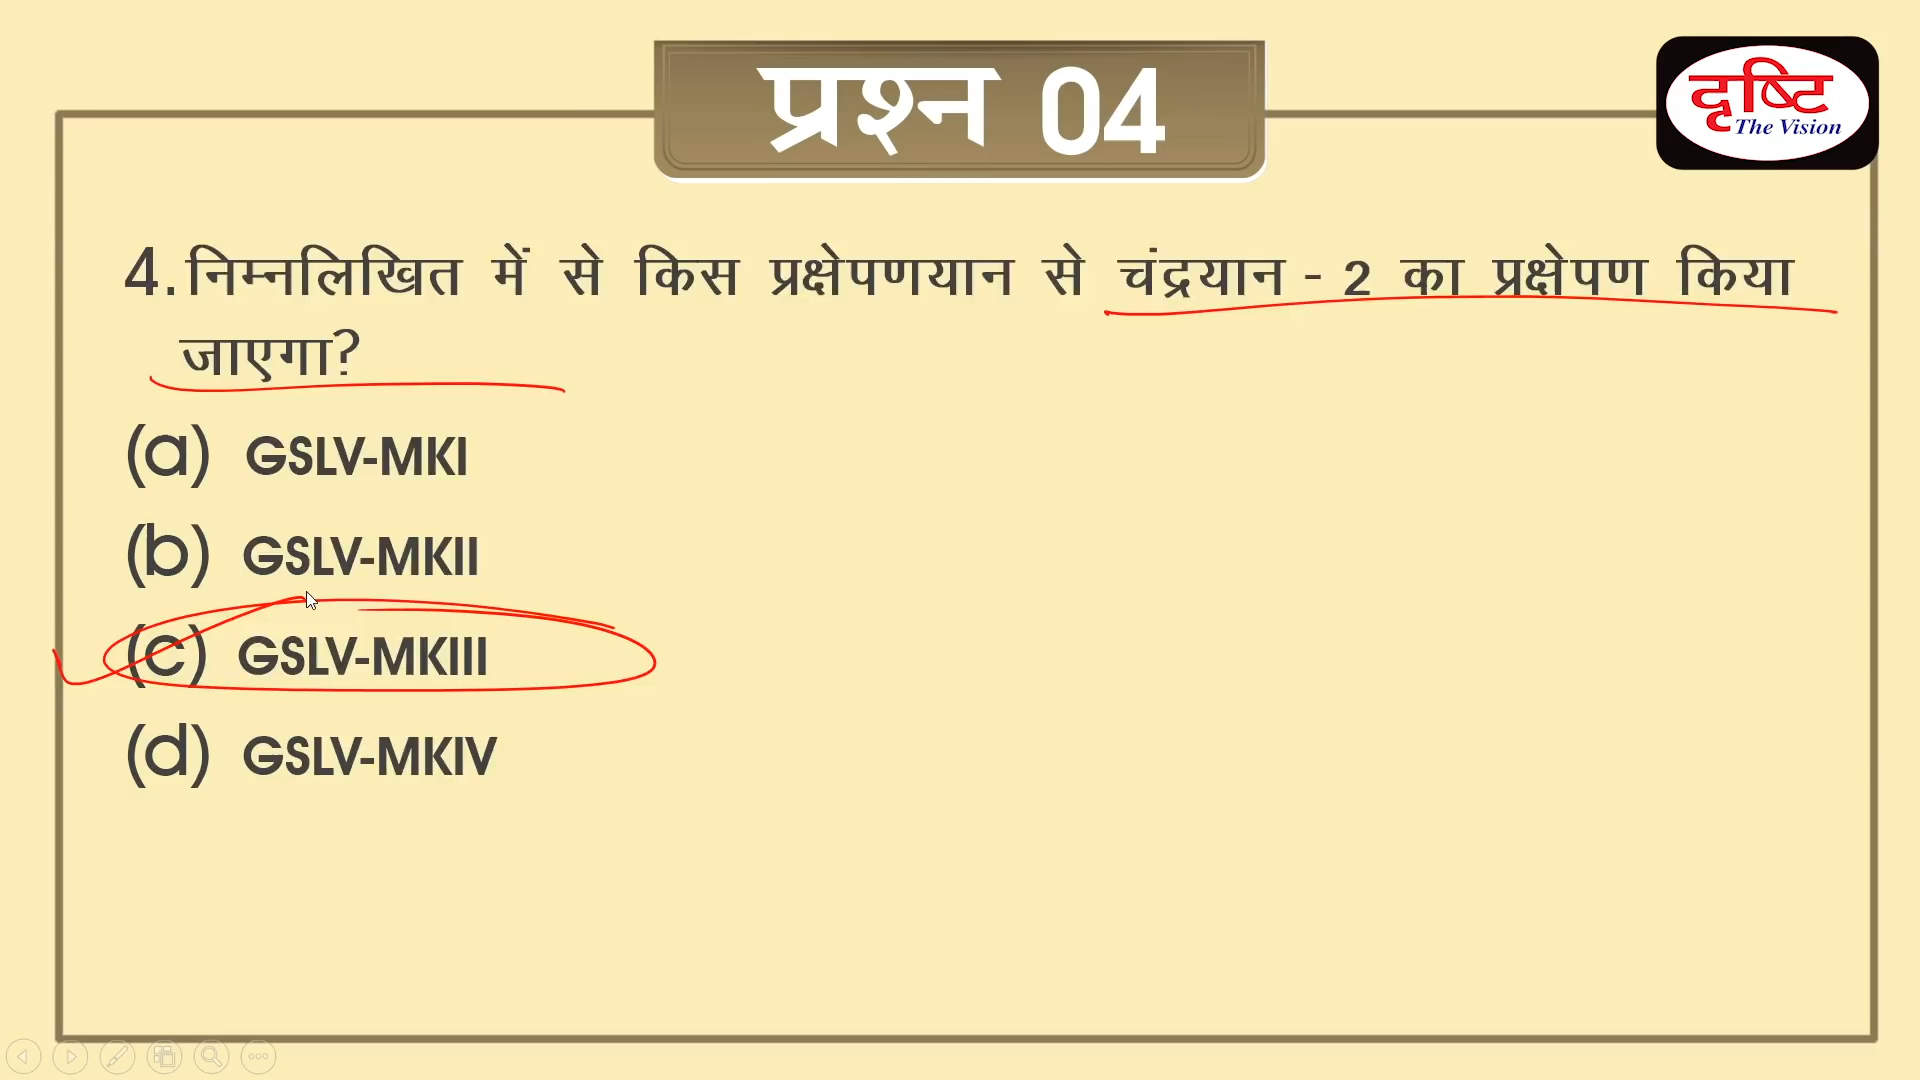 प्रश्न 04
दृष्टि
The Vision
4. निम्नलिखित में से किस प्रक्षेपणयान से चंद्रयान - 2 का प्रक्षेपण किया
जाएगा?
(a) GSLV-MKI
(b) GSLV-MKII
(c) GSLV-MKIII
(d) GSLV-MKIV